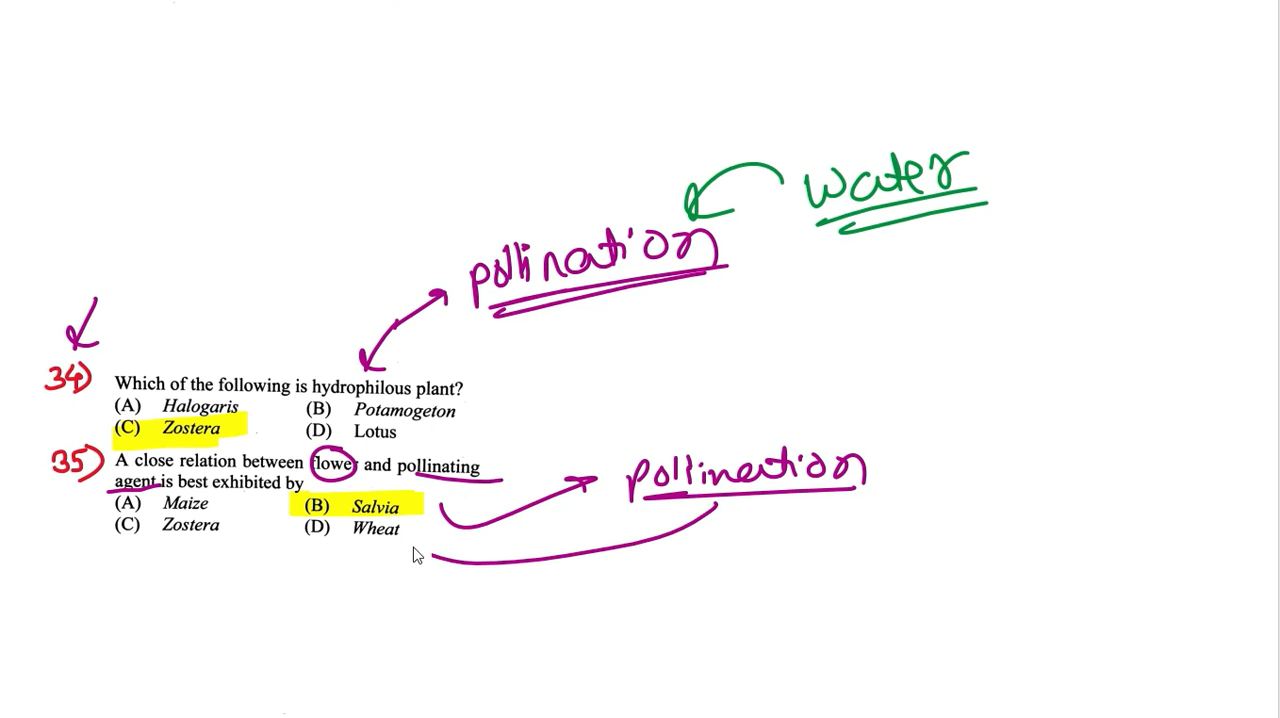 water
pollination
34) Which of the following is hydrophilous plant?
(A) Halogaris (B) Potamogeton
(C) Zostera (D) Lotus
35) A close relation between flower and pollinating
agent is best exhibited by
(A) Maize (B) Salvia
(C) Zostera (D) Wheat
pollination